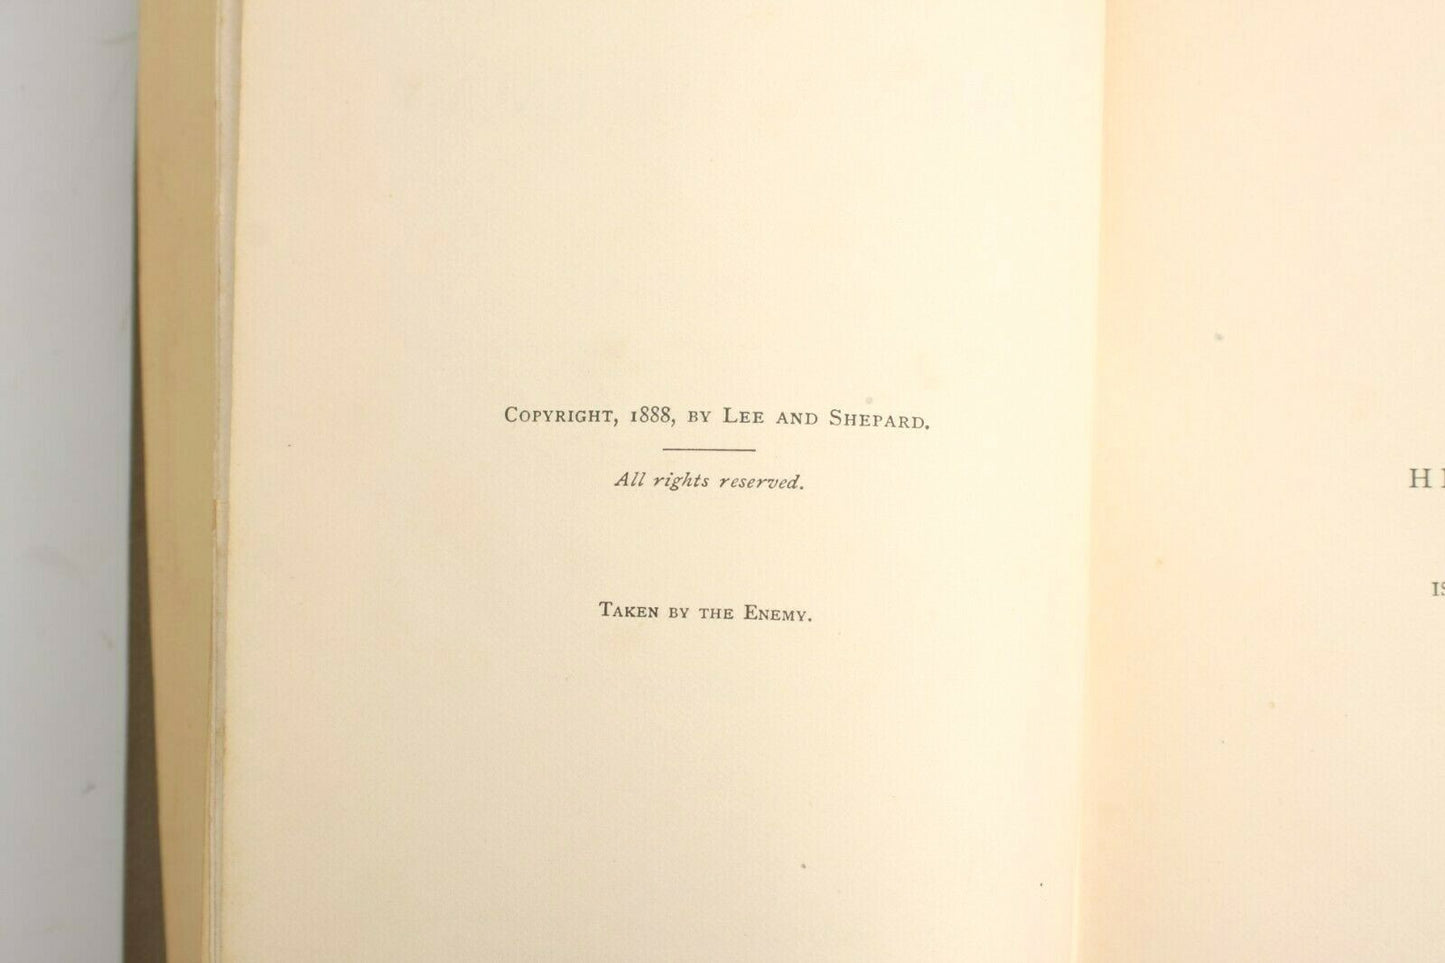 Copyright, 1888, by Lee and Shepard.
All rights reserved.
Taken by the Enemy.